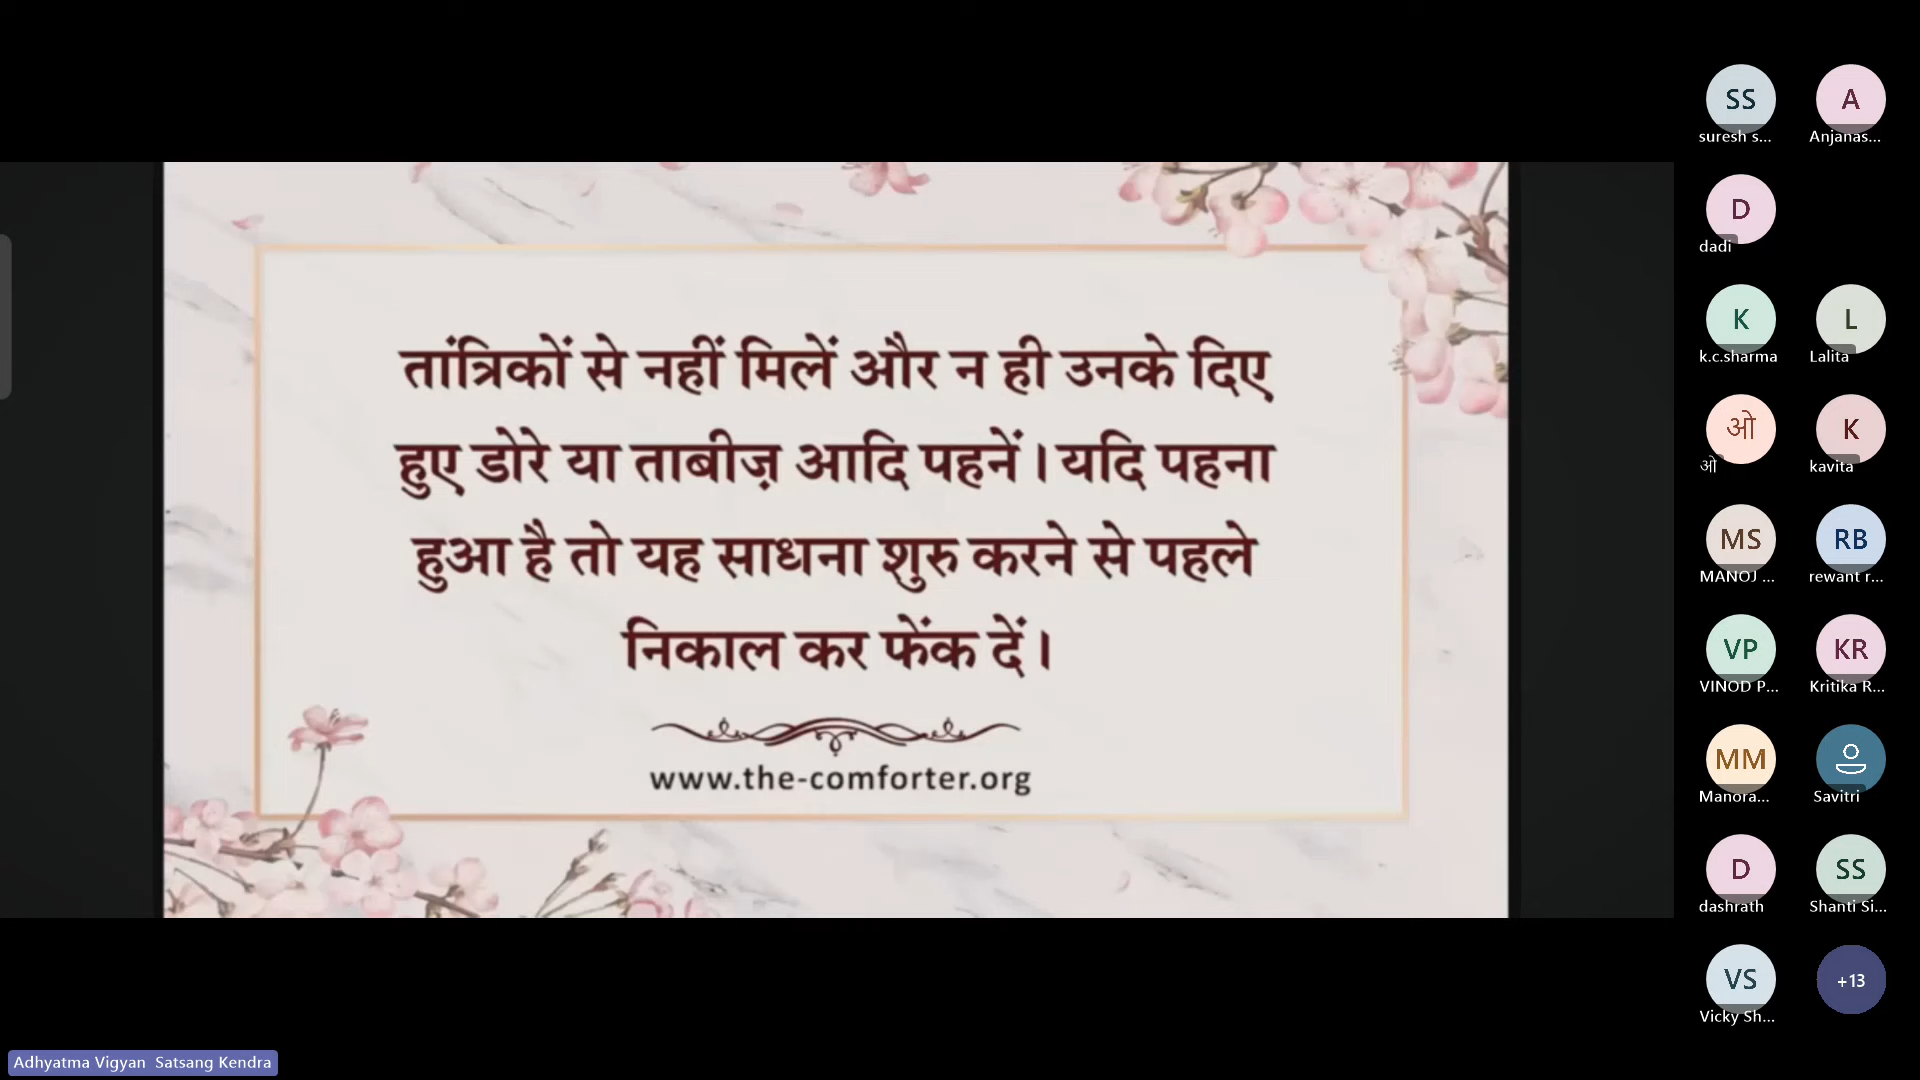 तांत्रिकों से नहीं मिलें और न ही उनके दिए
हुए डोरे या ताबीज़ आदि पहनें। यदि पहना
हुआ है तो यह साधना शुरु करने से पहले
निकाल कर फेंक दें।
www.the-comforter.org
SS
suresh s...
A
Anjanas...
D
dadi
K
k.c.sharma
L
Lalita
ओ
ओ
K
kavita
MS
MANOJ ...
RB
rewant r...
VP
VINOD P...
KR
Kritika R...
MM
Manora...
Savitri
D
dashrath
SS
Shanti Si...
VS
Vicky Sh...
+13
Adhyatma Vigyan Satsang Kendra